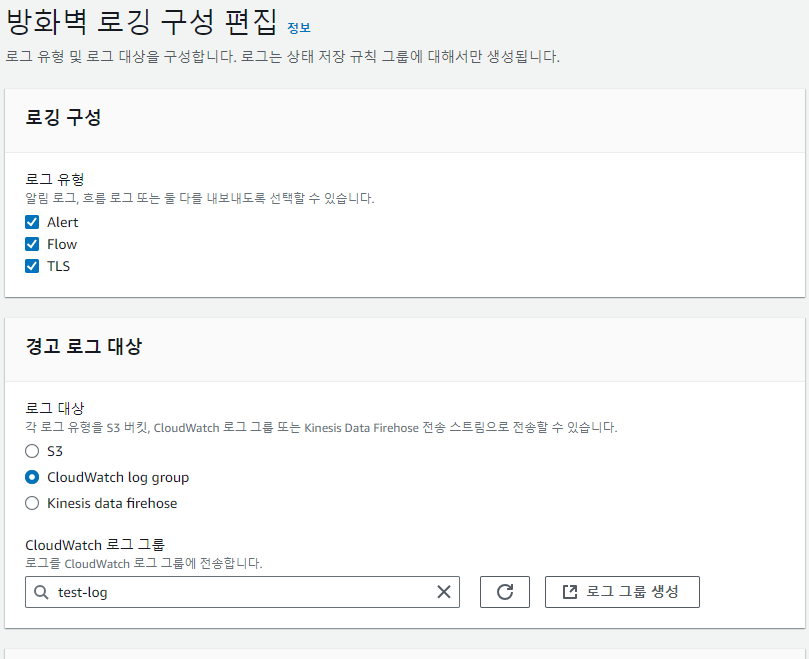 방화벽 로깅 구성 편집 정보
로그 유형 및 로그 대상을 구성합니다. 로그는 상태 저장 규칙 그룹에 대해서만 생성됩니다.
로깅 구성
로그 유형
알림 로그, 흐름 로그 또는 둘 다를 내보내도록 선택할 수 있습니다.
Alert
Flow
TLS
경고 로그 대상
로그 대상
각 로그 유형을 S3 버킷, CloudWatch 로그 그룹 또는 Kinesis Data Firehose 전송 스트림으로 전송할 수 있습니다.
S3
CloudWatch log group
Kinesis data firehose
CloudWatch 로그 그룹
로그를 CloudWatch 로그 그룹에 전송합니다.
test-log
로그 그룹 생성